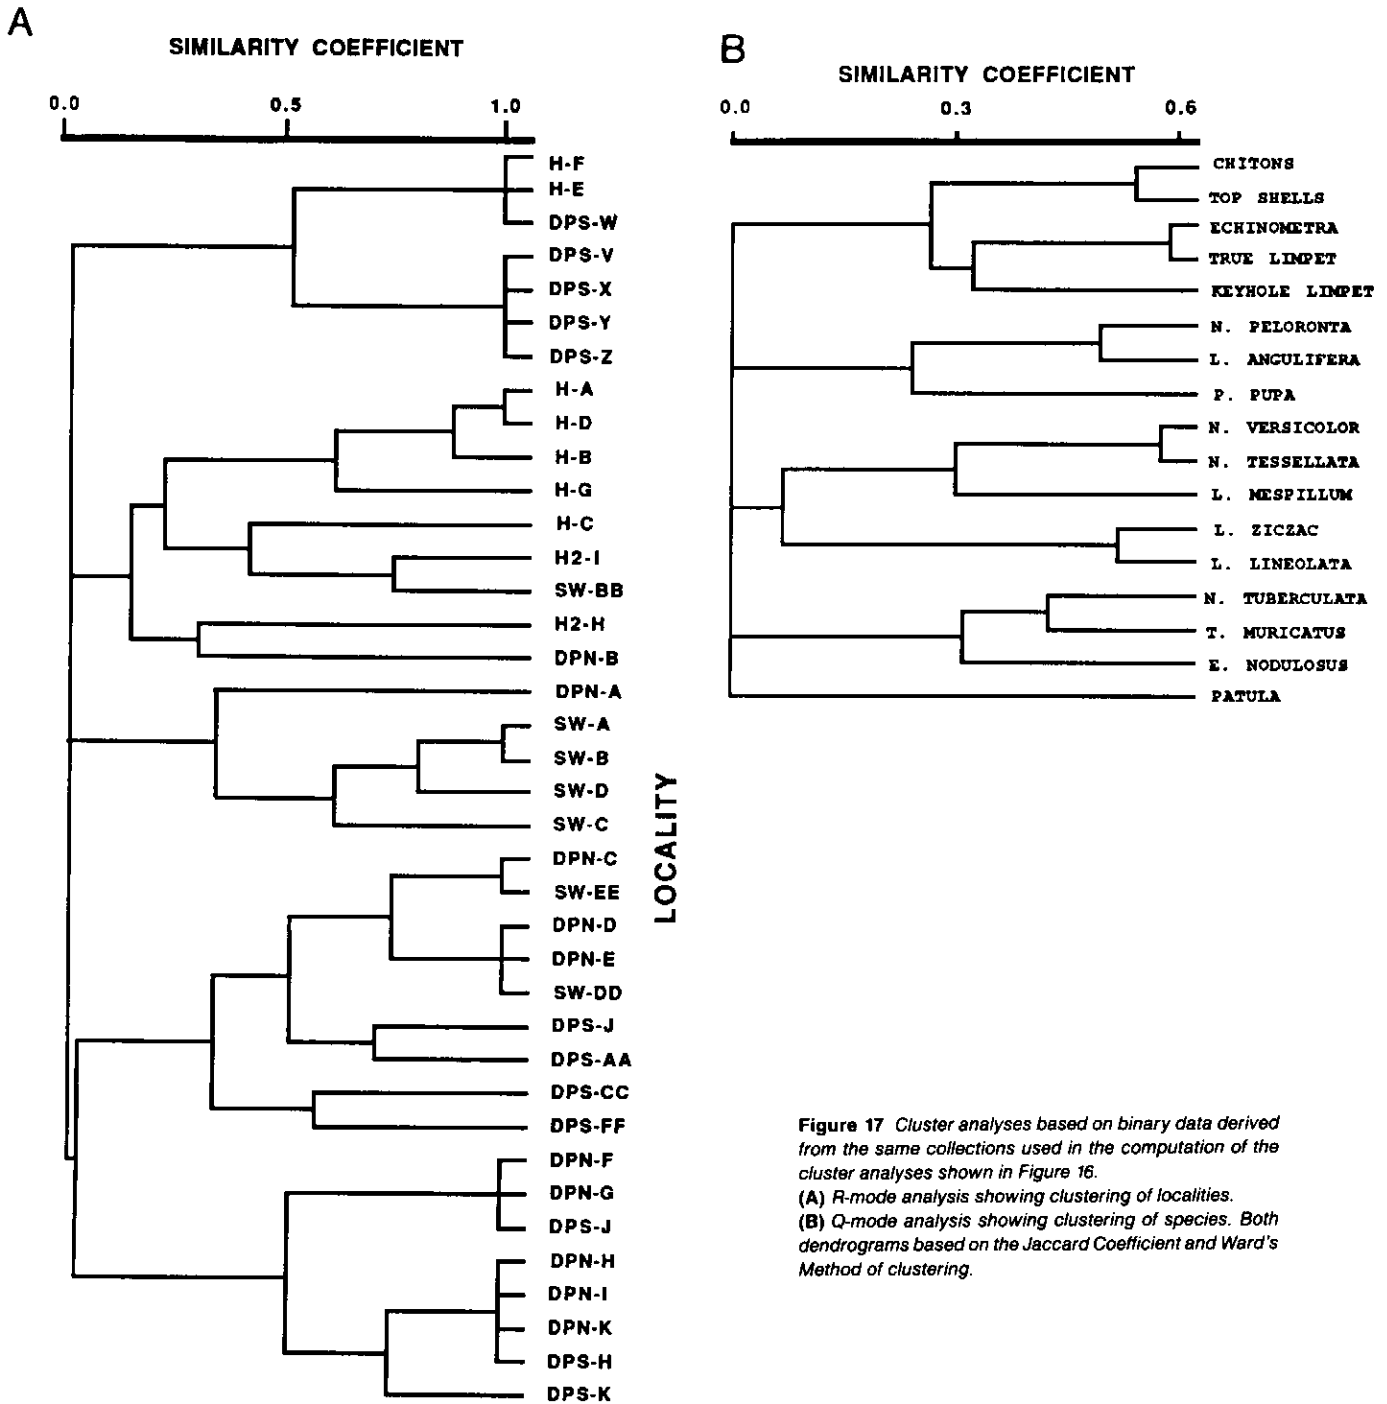 A
SIMILARITY COEFFICIENT
0.0 0.5 1.0
H-F
H-E
DPS-W
DPS-V
DPS-X
DPS-Y
DPS-Z
H-A
H-D
H-B
H-G
H-C
H2-I
SW-BB
H2-H
DPN-B
DPN-A
SW-A
SW-B
SW-D
SW-C
DPN-C
SW-EE
DPN-D
DPN-E
SW-DD
DPS-J
DPS-AA
DPS-CC
DPS-FF
DPN-F
DPN-G
DPS-J
DPN-H
DPN-I
DPN-K
DPS-H
DPS-K
LOCALITY
B
SIMILARITY COEFFICIENT
0.0 0.3 0.6
CHITONS
TOP SHELLS
ECHINOMETRA
TRUE LIMPET
KEYHOLE LIMPET
N. PELORONTA
L. ANGULIFERA
P. PUPA
N. VERSICOLOR
N. TESSELLATA
L. MESPILLUM
L. ZICZAC
L. LINEOLATA
N. TUBERCULATA
T. MURICATUS
E. NODULOSUS
PATULA
Figure 17 Cluster analyses based on binary data derived
from the same collections used in the computation of the
cluster analyses shown in Figure 16.
(A) R-mode analysis showing clustering of localities.
(B) Q-mode analysis showing clustering of species. Both
dendrograms based on the Jaccard Coefficient and Ward's
Method of clustering.